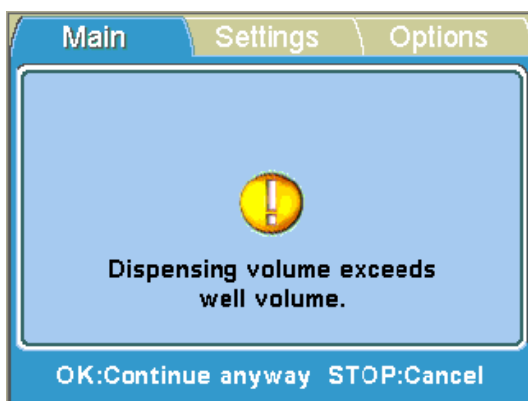 Main Settings Options
Dispensing volume exceeds
well volume.
OK:Continue anyway STOP:Cancel